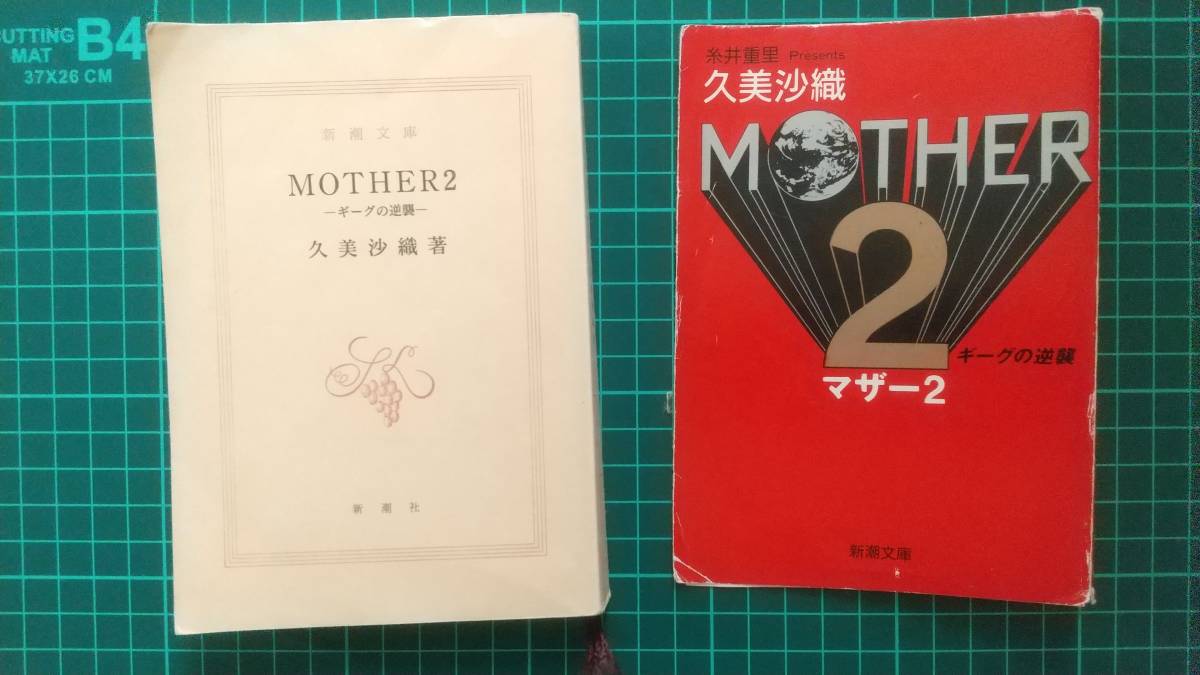 CUTTING
MAT B4
37X26 CM
新潮文庫
MOTHER2
―ギーグの逆襲―
久美沙織著
新潮社
糸井重里 Presents
久美沙織
MOTHER
2
ギーグの逆襲
マザー2
新潮文庫